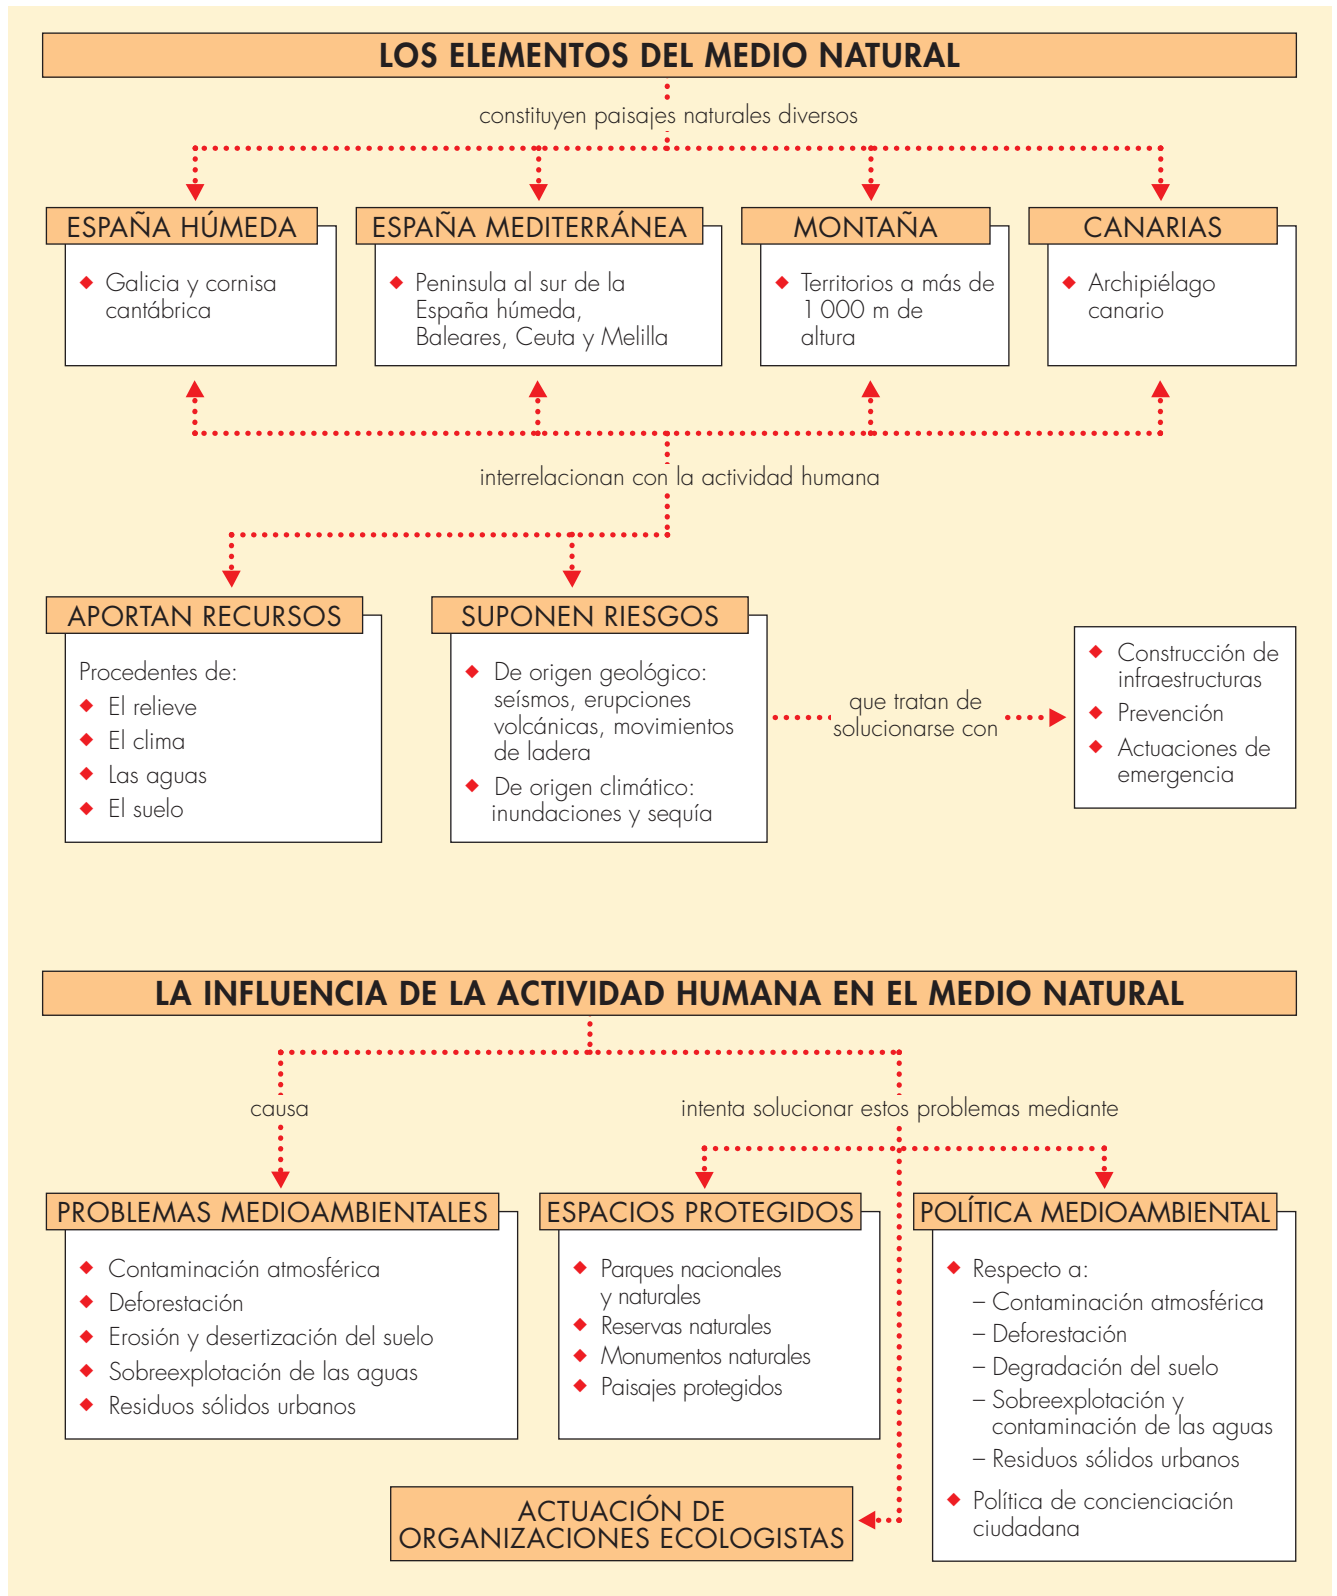 LOS ELEMENTOS DEL MEDIO NATURAL
constituyen paisajes naturales diversos
ESPAÑA HÚMEDA
◆ Galicia y cornisa
cantábrica
ESPAÑA MEDITERRÁNEA
◆ Peninsula al sur de la
España húmeda,
Baleares, Ceuta y Melilla
MONTAÑA
◆ Territorios a más de
1 000 m de
altura
CANARIAS
◆ Archipiélago
canario
interrelacionan con la actividad humana
APORTAN RECURSOS
Procedentes de:
◆ El relieve
◆ El clima
◆ Las aguas
◆ El suelo
SUPONEN RIESGOS
◆ De origen geológico:
seísmos, erupciones
volcánicas, movimientos
de ladera
◆ De origen climático:
inundaciones y sequía
que tratan de
solucionarse con
◆ Construcción de
infraestructuras
◆ Prevención
◆ Actuaciones de
emergencia
LA INFLUENCIA DE LA ACTIVIDAD HUMANA EN EL MEDIO NATURAL
causa
intenta solucionar estos problemas mediante
PROBLEMAS MEDIOAMBIENTALES
◆ Contaminación atmosférica
◆ Deforestación
◆ Erosión y desertización del suelo
◆ Sobreexplotación de las aguas
◆ Residuos sólidos urbanos
ESPACIOS PROTEGIDOS
◆ Parques nacionales
y naturales
◆ Reservas naturales
◆ Monumentos naturales
◆ Paisajes protegidos
POLÍTICA MEDIOAMBIENTAL
◆ Respecto a:
– Contaminación atmosférica
– Deforestación
– Degradación del suelo
– Sobreexplotación y
contaminación de las aguas
– Residuos sólidos urbanos
◆ Política de concienciación
ciudadana
ACTUACIÓN DE
ORGANIZACIONES ECOLOGISTAS